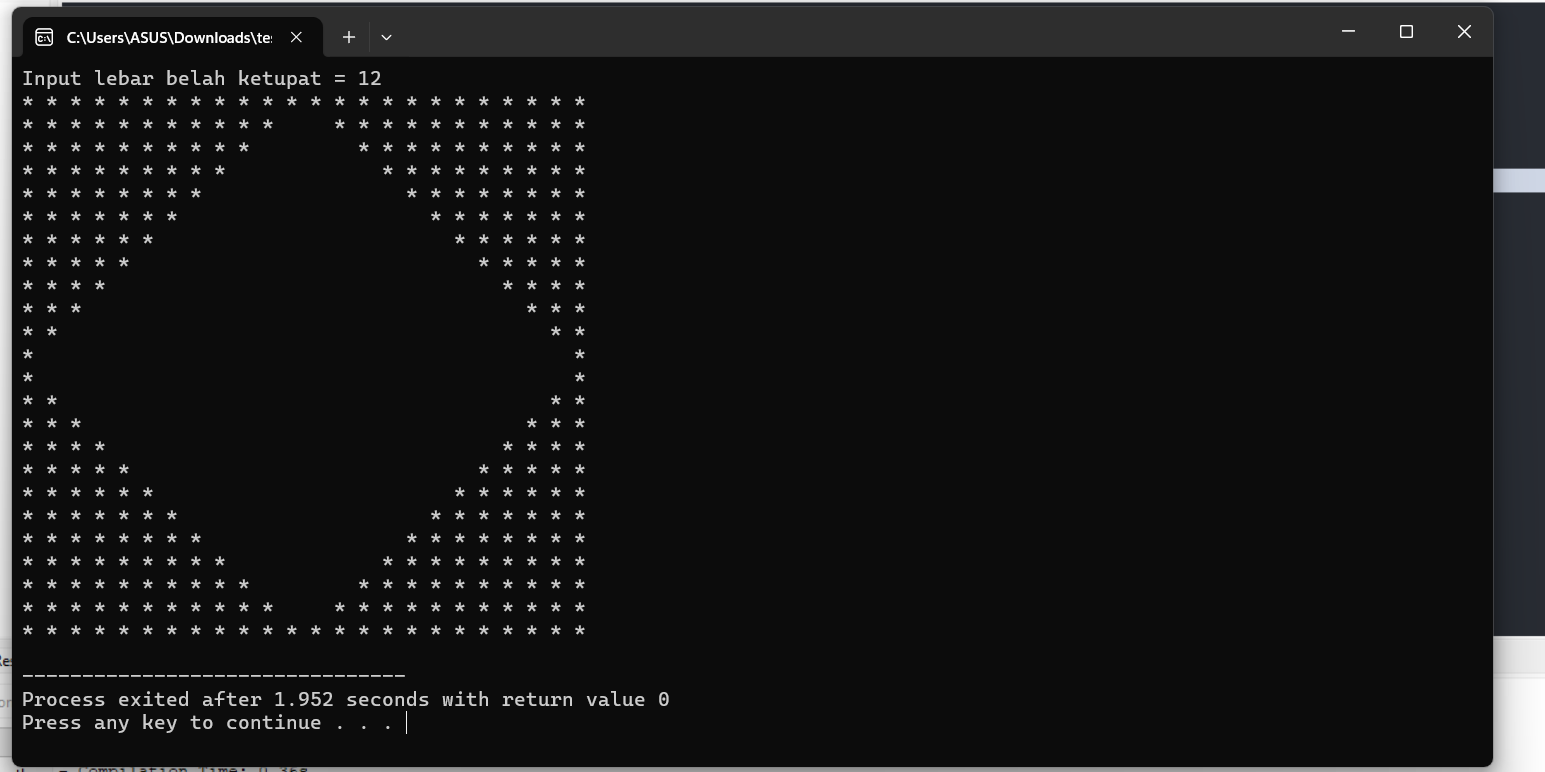 C:\Users\ASUS\Downloads\te
Input lebar belah ketupat = 12
* * * * * * * * * * * * * * * * * * * * * * * *
* * * * * * * * * * *     * * * * * * * * * * *
* * * * * * * * * *         * * * * * * * * * *
* * * * * * * * *             * * * * * * * * *
* * * * * * * *                 * * * * * * * *
* * * * * * *                     * * * * * * *
* * * * * *                         * * * * * *
* * * * *                             * * * * *
* * * *                                 * * * *
* * *                                     * * *
* *                                         * *
*                                             *
*                                             *
* *                                         * *
* * *                                     * * *
* * * *                                 * * * *
* * * * *                             * * * * *
* * * * * *                         * * * * * *
* * * * * * *                     * * * * * * *
* * * * * * * *                 * * * * * * * *
* * * * * * * * *             * * * * * * * * *
* * * * * * * * * *         * * * * * * * * * *
* * * * * * * * * * *     * * * * * * * * * * *
* * * * * * * * * * * * * * * * * * * * * * * *
--------------------------------
Process exited after 1.952 seconds with return value 0
Press any key to continue . . .